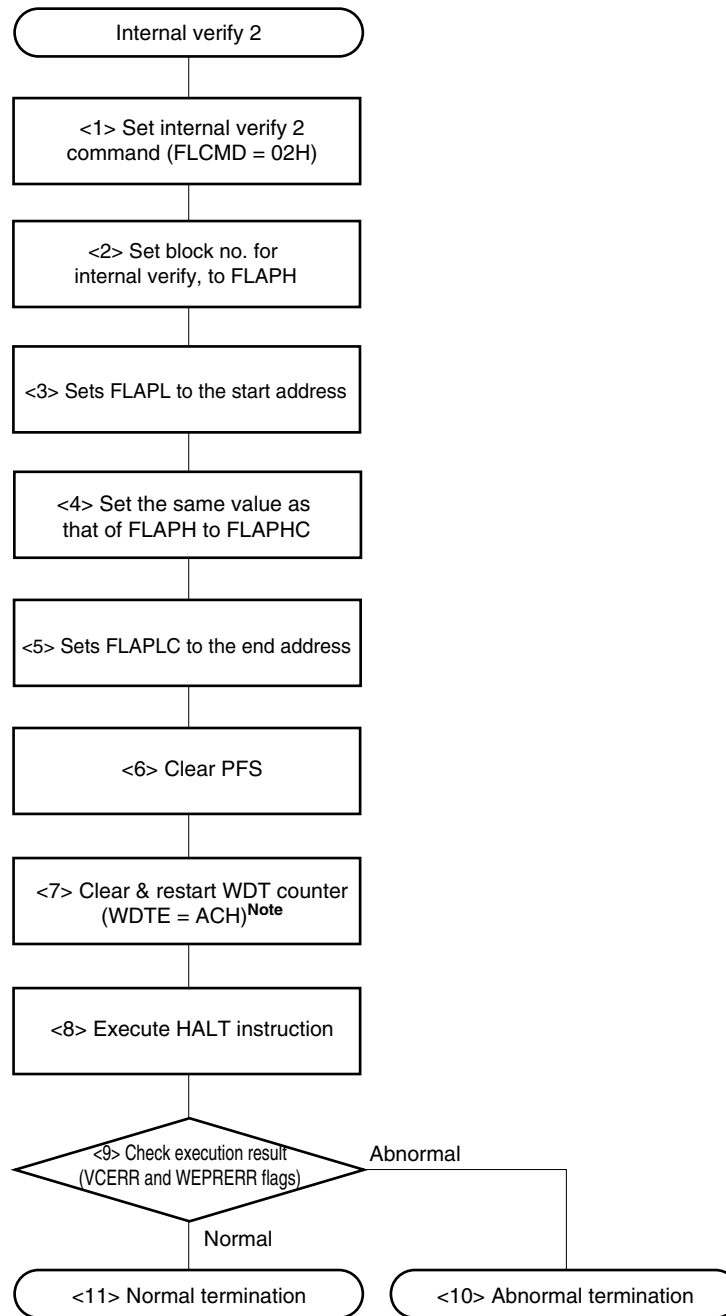 Internal verify 2
<1> Set internal verify 2
command (FLCMD = 02H)
<2> Set block no. for
internal verify, to FLAPH
<3> Sets FLAPL to the start address
<4> Set the same value as
that of FLAPH to FLAPHC
<5> Sets FLAPLC to the end address
<6> Clear PFS
<7> Clear & restart WDT counter
(WDTE = ACH)Note
<8> Execute HALT instruction
<9> Check execution result
(VCERR and WEPRERR flags)
Abnormal
Normal
<11> Normal termination
<10> Abnormal termination